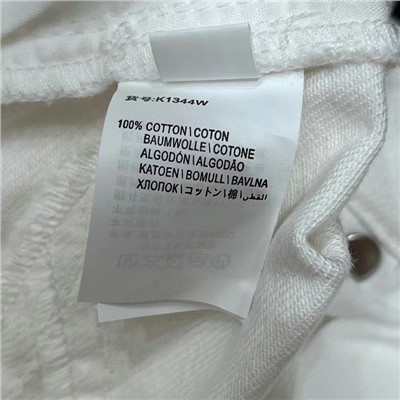 货号:K1344W
100% COTTON\COTON
BAUMWOLLE\COTONE
ALGODÓN\ALGODÃO
KATOEN\BOMULL\BAVLNA
ХЛОПОК\コットン\棉\القطن